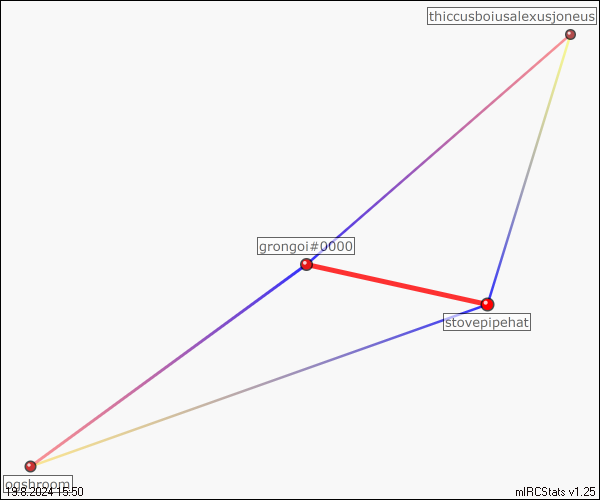 thiccusboiusalexusjoneus
grongoi#0000
stovepipehat
ogshroom
19.8.2024 15:50
mIRCStats v1.25